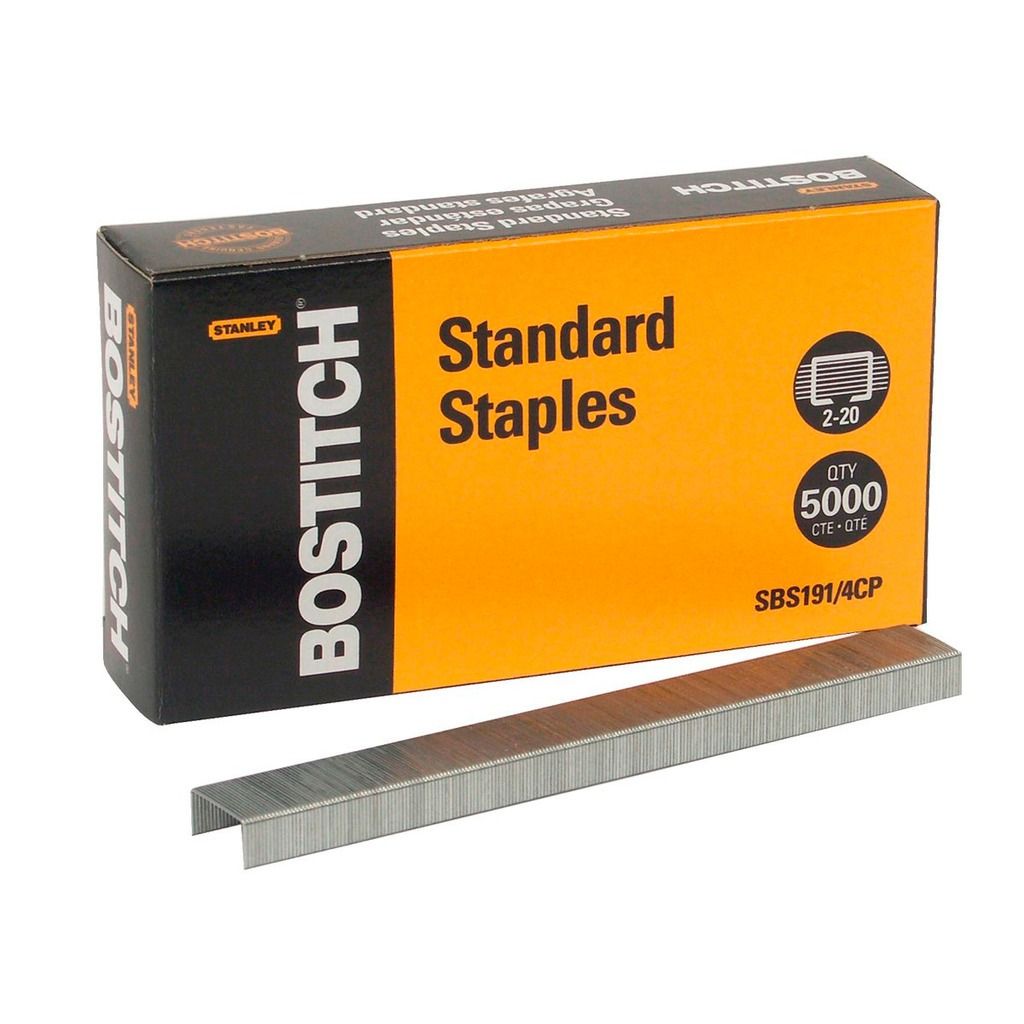 STANLEY
BOSTITCH
Standard Staples
Grapas estándar
Agrafes standard
BOSTITCH
STANLEY
BOSTITCH
STANLEY
BOSTITCH®
Standard
Staples
2-20
QTY
5000
CTE • QTÉ
SBS191/4CP